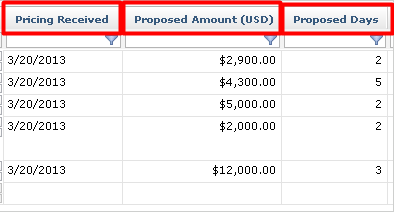 Pricing Received Proposed Amount (USD) Proposed Days
3/20/2013 $2,900.00 2
3/20/2013 $4,300.00 5
3/20/2013 $5,000.00 2
3/20/2013 $2,000.00 2
3/20/2013 $12,000.00 3